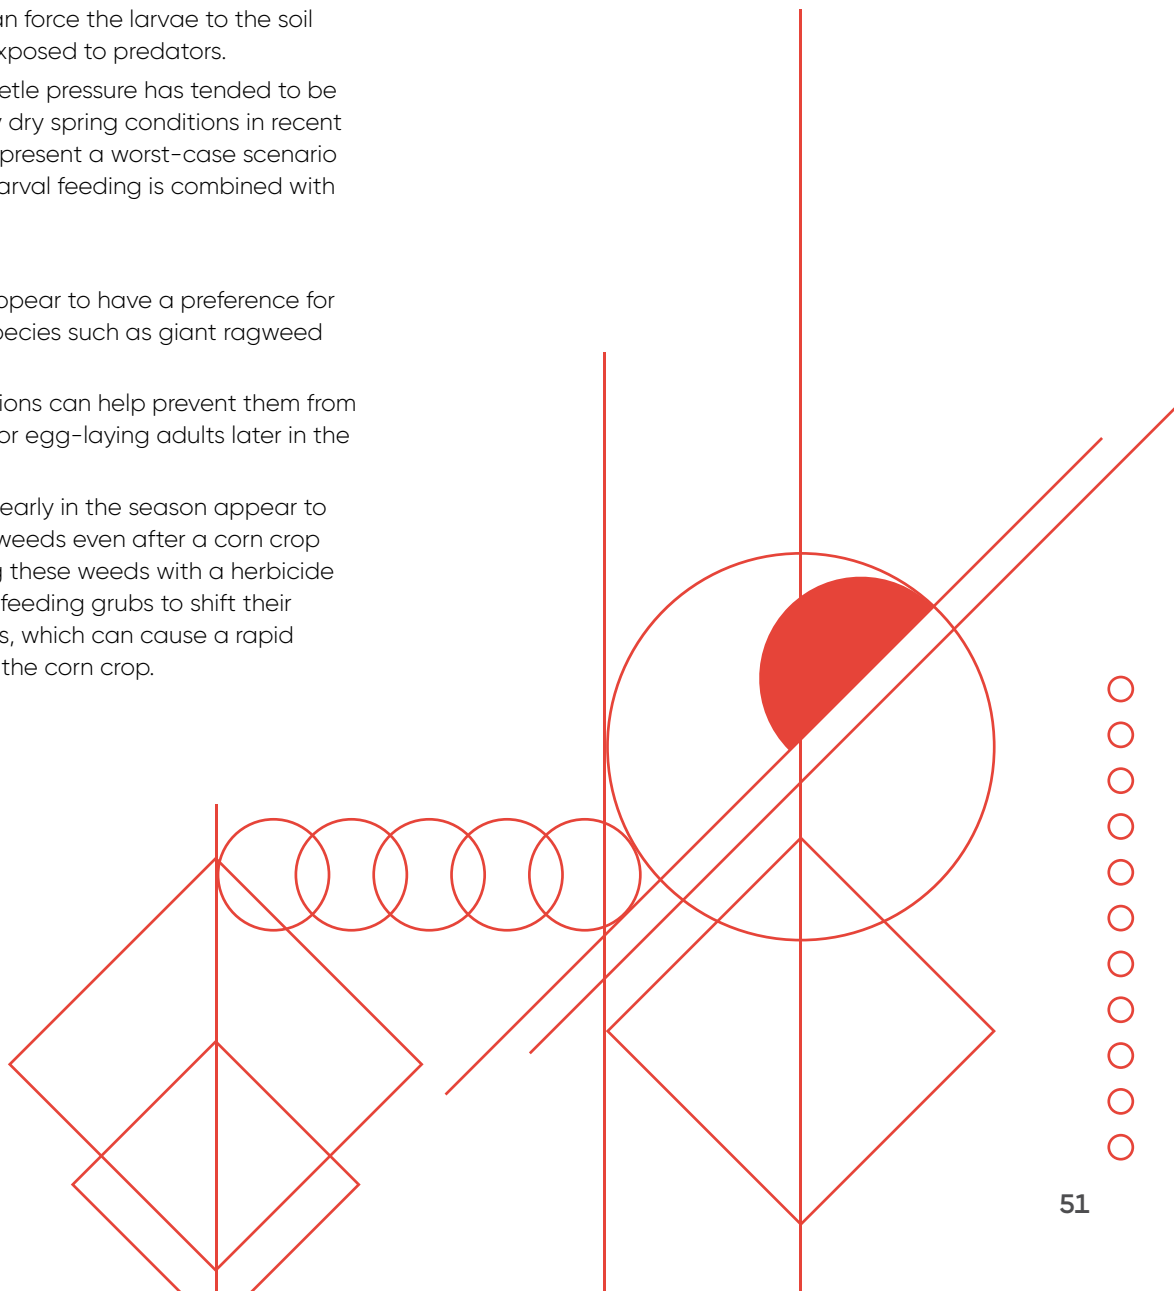 an force the larvae to the soil
xposed to predators.
etle pressure has tended to be
dry spring conditions in recent
present a worst-case scenario
arval feeding is combined with
ppear to have a preference for
pecies such as giant ragweed
ions can help prevent them from
or egg-laying adults later in the
early in the season appear to
weeds even after a corn crop
g these weeds with a herbicide
feeding grubs to shift their
s, which can cause a rapid
the corn crop.
51